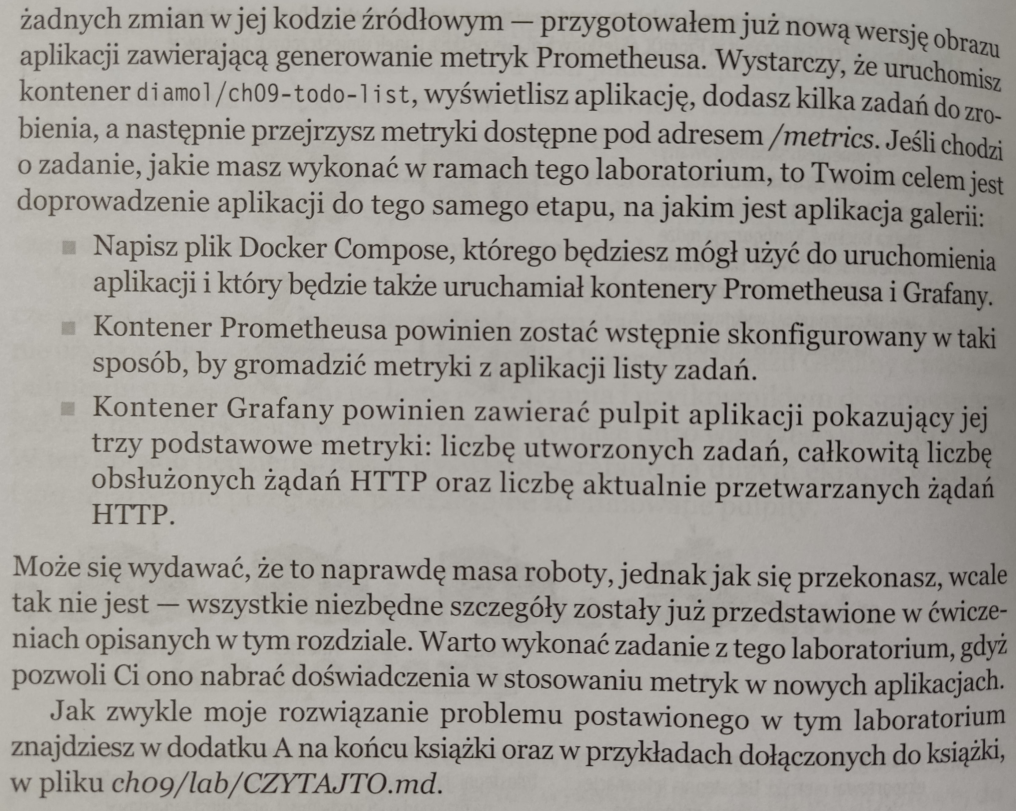 żadnych zmian w jej kodzie źródłowym — przygotowałem już nową wersję obrazu
aplikacji zawierającą generowanie metryk Prometheusa. Wystarczy, że uruchomisz
kontener diamol/ch09-todo-list, wyświetlisz aplikację, dodasz kilka zadań do zro-
bienia, a następnie przejrzysz metryki dostępne pod adresem /metrics. Jeśli chodzi
o zadanie, jakie masz wykonać w ramach tego laboratorium, to Twoim celem jest
doprowadzenie aplikacji do tego samego etapu, na jakim jest aplikacja galerii:
■ Napisz plik Docker Compose, którego będziesz mógł użyć do uruchomienia
aplikacji i który będzie także uruchamiał kontenery Prometheusa i Grafany.
■ Kontener Prometheusa powinien zostać wstępnie skonfigurowany w taki
sposób, by gromadzić metryki z aplikacji listy zadań.
■ Kontener Grafany powinien zawierać pulpit aplikacji pokazujący jej
trzy podstawowe metryki: liczbę utworzonych zadań, całkowitą liczbę
obsłużonych żądań HTTP oraz liczbę aktualnie przetwarzanych żądań
HTTP.
Może się wydawać, że to naprawdę masa roboty, jednak jak się przekonasz, wcale
tak nie jest — wszystkie niezbędne szczegóły zostały już przedstawione w ćwicze-
niach opisanych w tym rozdziale. Warto wykonać zadanie z tego laboratorium, gdyż
pozwoli Ci ono nabrać doświadczenia w stosowaniu metryk w nowych aplikacjach.
Jak zwykle moje rozwiązanie problemu postawionego w tym laboratorium
znajdziesz w dodatku A na końcu książki oraz w przykładach dołączonych do książki,
w pliku ch09/lab/CZYTAJTO.md.